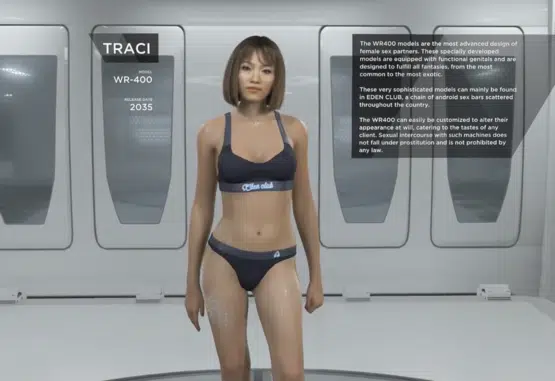 TRACI
MODEL
WR-400
RELEASE DATE
2035
The WR400 models are the most advanced design of
female sex partners. These specially developed
models are equipped with functional genitals and are
designed to fulfill all fantasies, from the most
common to the most exotic.
These very sophisticated models can mainly be found
in EDEN CLUB, a chain of android sex bars scattered
throughout the country.
The WR400 can easily be customized to alter their
appearance at will, catering to the tastes of any
client. Sexual intercourse with such machines does
not fall under prostitution and is not prohibited by
any law.
Eden club